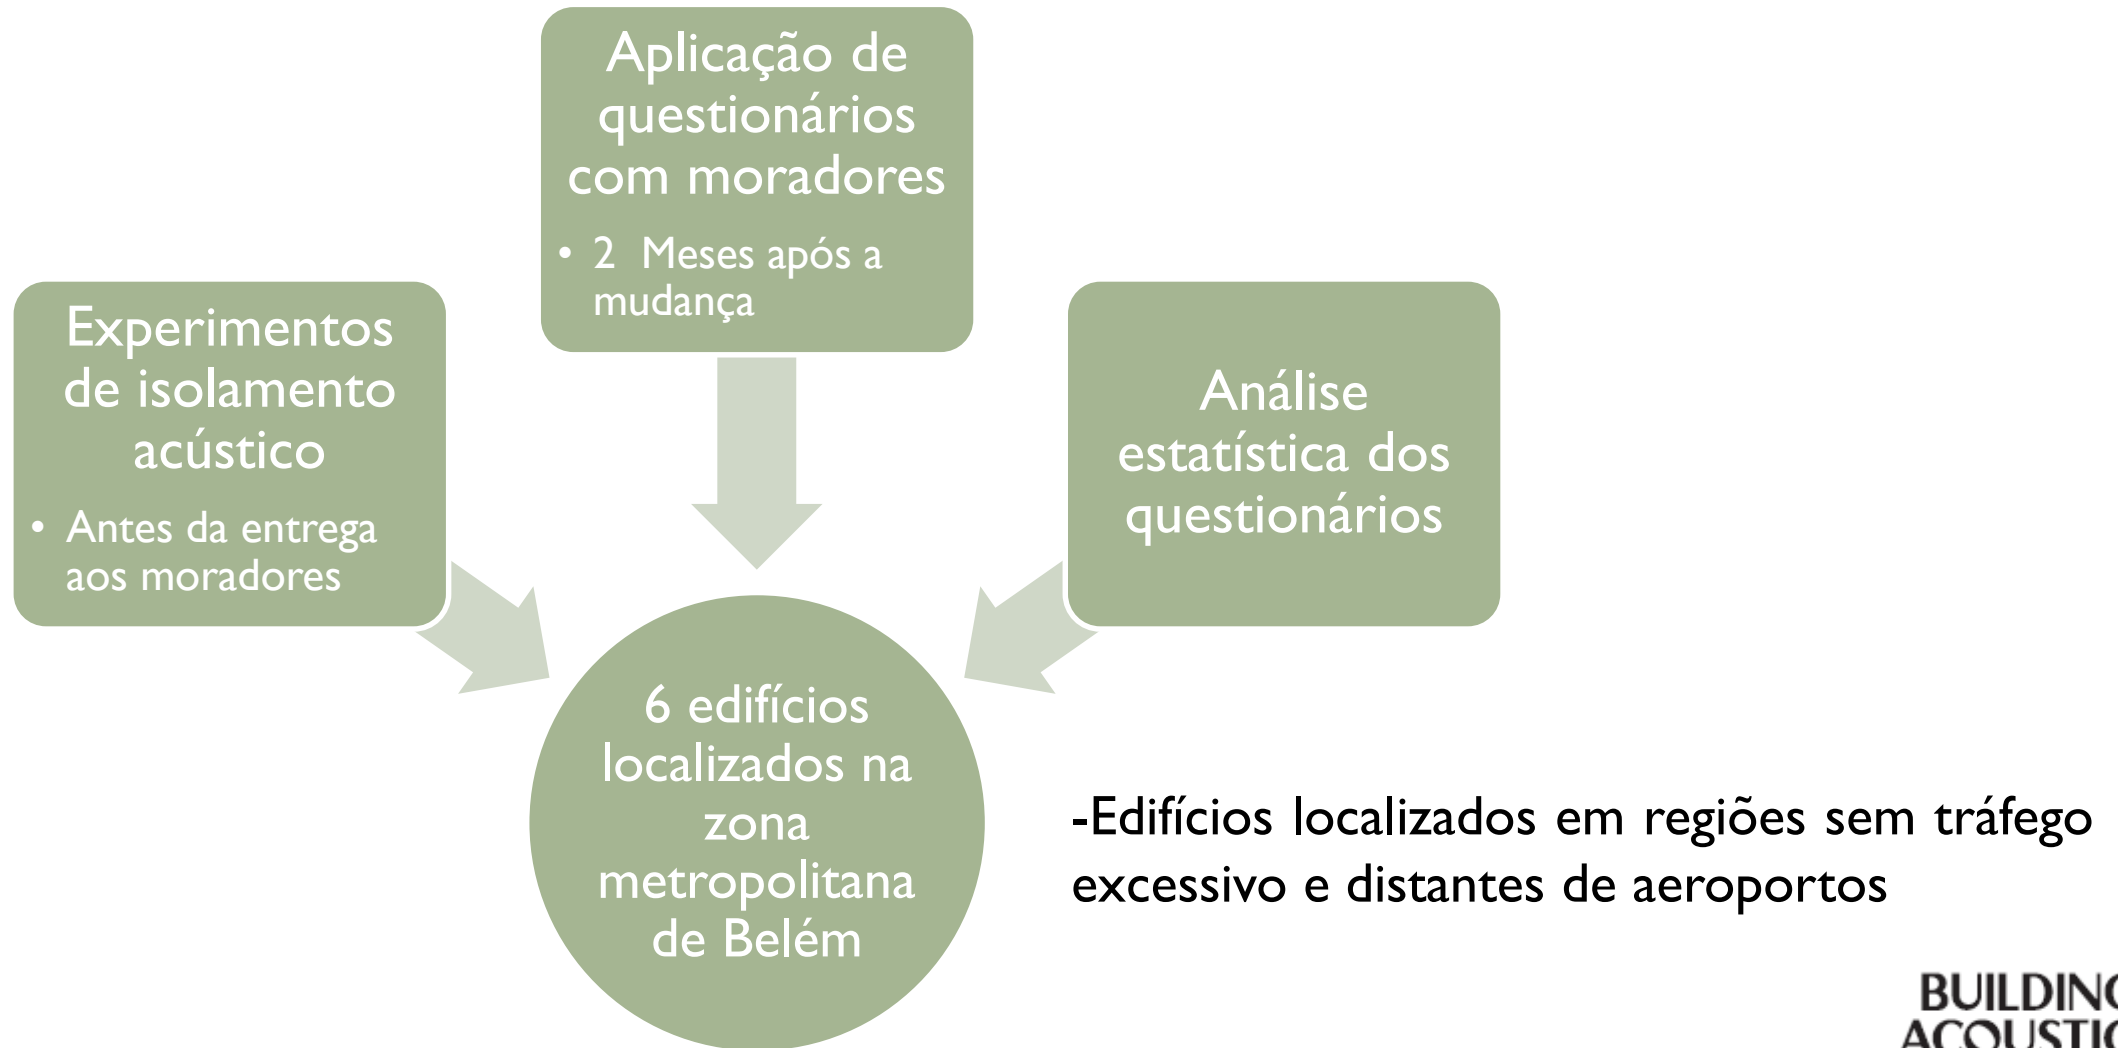 Aplicação de
questionários
com moradores
• 2 Meses após a
mudança
Experimentos
de isolamento
acústico
• Antes da entrega
aos moradores
Análise
estatística dos
questionários
6 edifícios
localizados na
zona
metropolitana
de Belém
-Edifícios localizados em regiões sem tráfego
excessivo e distantes de aeroportos
BUILDING
ACOUSTIC